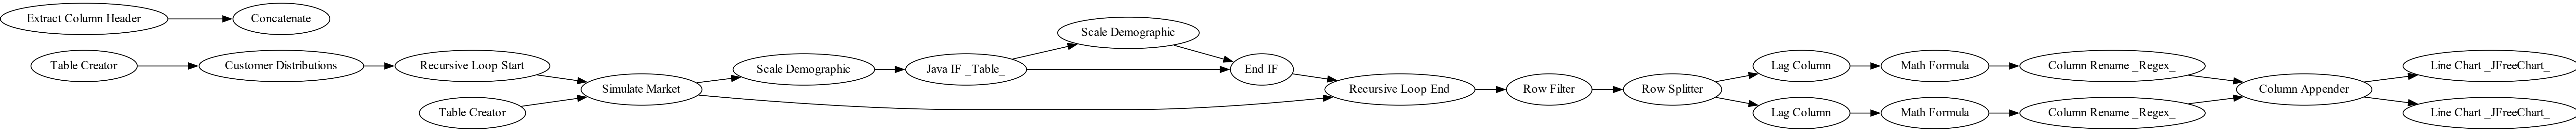 Extract Column Header
Concatenate
Table Creator
Customer Distributions
Recursive Loop Start
Table Creator
Simulate Market
Scale Demographic
Java IF _Table_
Scale Demographic
End IF
Recursive Loop End
Row Filter
Row Splitter
Lag Column
Math Formula
Column Rename _Regex_
Lag Column
Math Formula
Column Rename _Regex_
Column Appender
Line Chart _JFreeChart_
Line Chart _JFreeChart_